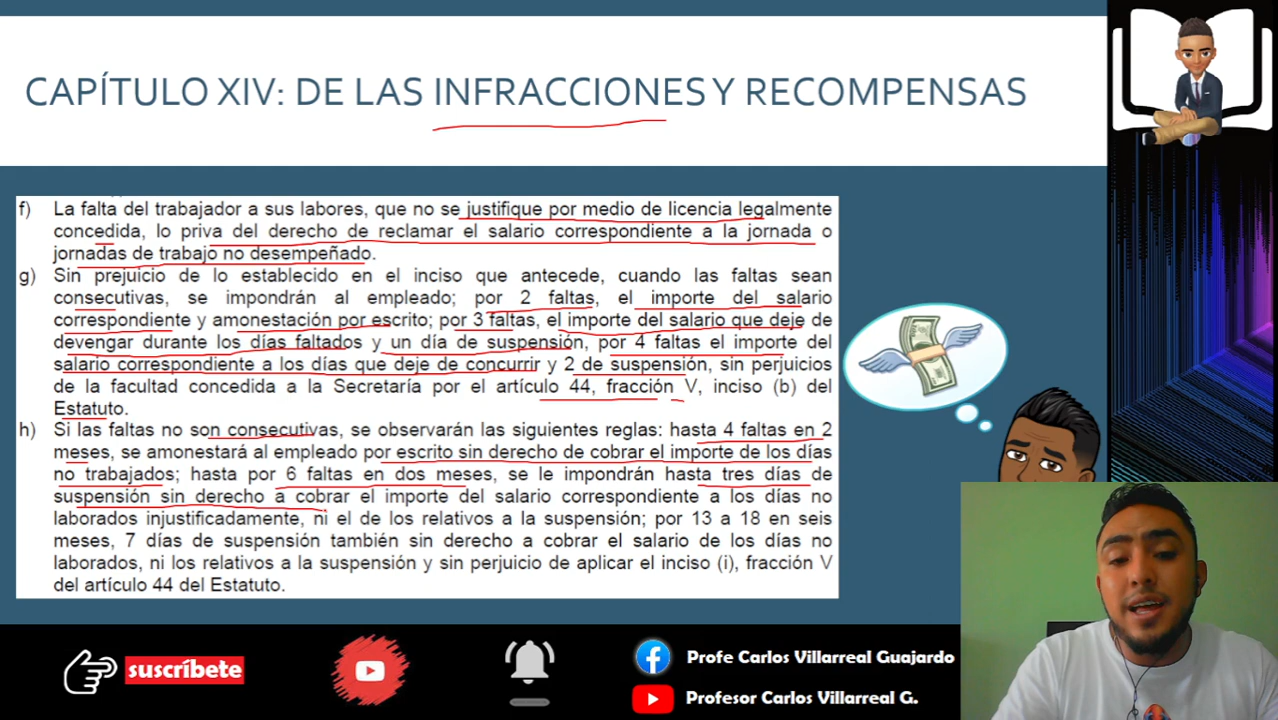 CAPÍTULO XIV: DE LAS INFRACCIONES Y RECOMPENSAS
f) La falta del trabajador a sus labores, que no se justifique por medio de licencia legalmente
concedida, lo priva del derecho de reclamar el salario correspondiente a la jornada o
jornadas de trabajo no desempeñado.
g) Sin prejuicio de lo establecido en el inciso que antecede, cuando las faltas sean
consecutivas, se impondrán al empleado; por 2 faltas, el importe del salario
correspondiente y amonestación por escrito; por 3 faltas, el importe del salario que deje de
devengar durante los días faltados y un día de suspensión, por 4 faltas el importe del
salario correspondiente a los días que deje de concurrir y 2 de suspensión, sin perjuicios
de la facultad concedida a la Secretaría por el artículo 44, fracción V, inciso (b) del
Estatuto.
h) Si las faltas no son consecutivas, se observarán las siguientes reglas: hasta 4 faltas en 2
meses, se amonestará al empleado por escrito sin derecho de cobrar el importe de los días
no trabajados; hasta por 6 faltas en dos meses, se le impondrán hasta tres días de
suspensión sin derecho a cobrar el importe del salario correspondiente a los días no
laborados injustificadamente, ni el de los relativos a la suspensión; por 13 a 18 en seis
meses, 7 días de suspensión también sin derecho a cobrar el salario de los días no
laborados, ni los relativos a la suspensión y sin perjuicio de aplicar el inciso (i), fracción V
del artículo 44 del Estatuto.
suscríbete
Profe Carlos Villarreal Guajardo
Profesor Carlos Villarreal G.